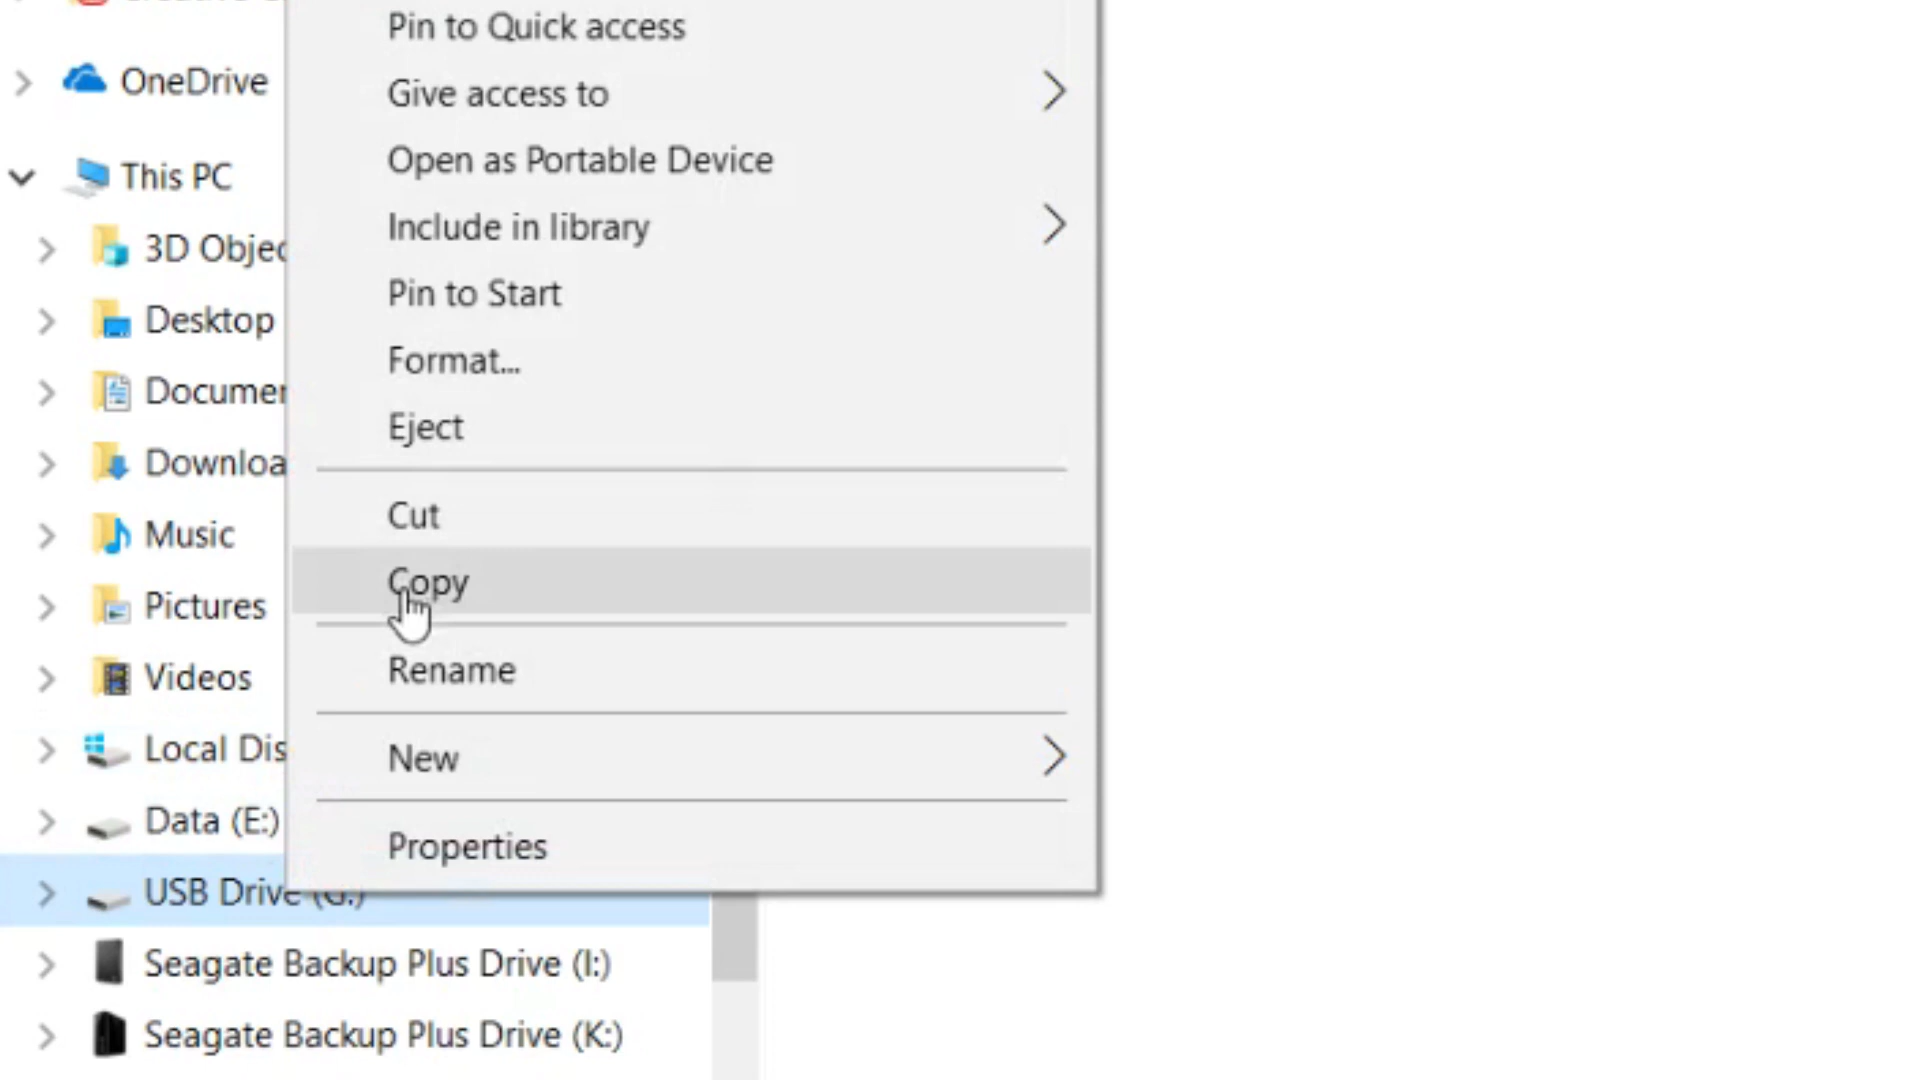 Pin to Quick access
OneDrive
Give access to
Open as Portable Device
This PC
Include in library
3D Objec
Pin to Start
Desktop
Format...
Documen
Eject
Downloa
Cut
Music
Copy
Pictures
Rename
Videos
Local Dis
New
Data (E:)
Properties
USB Drive (G:)
Seagate Backup Plus Drive (I:)
Seagate Backup Plus Drive (K:)